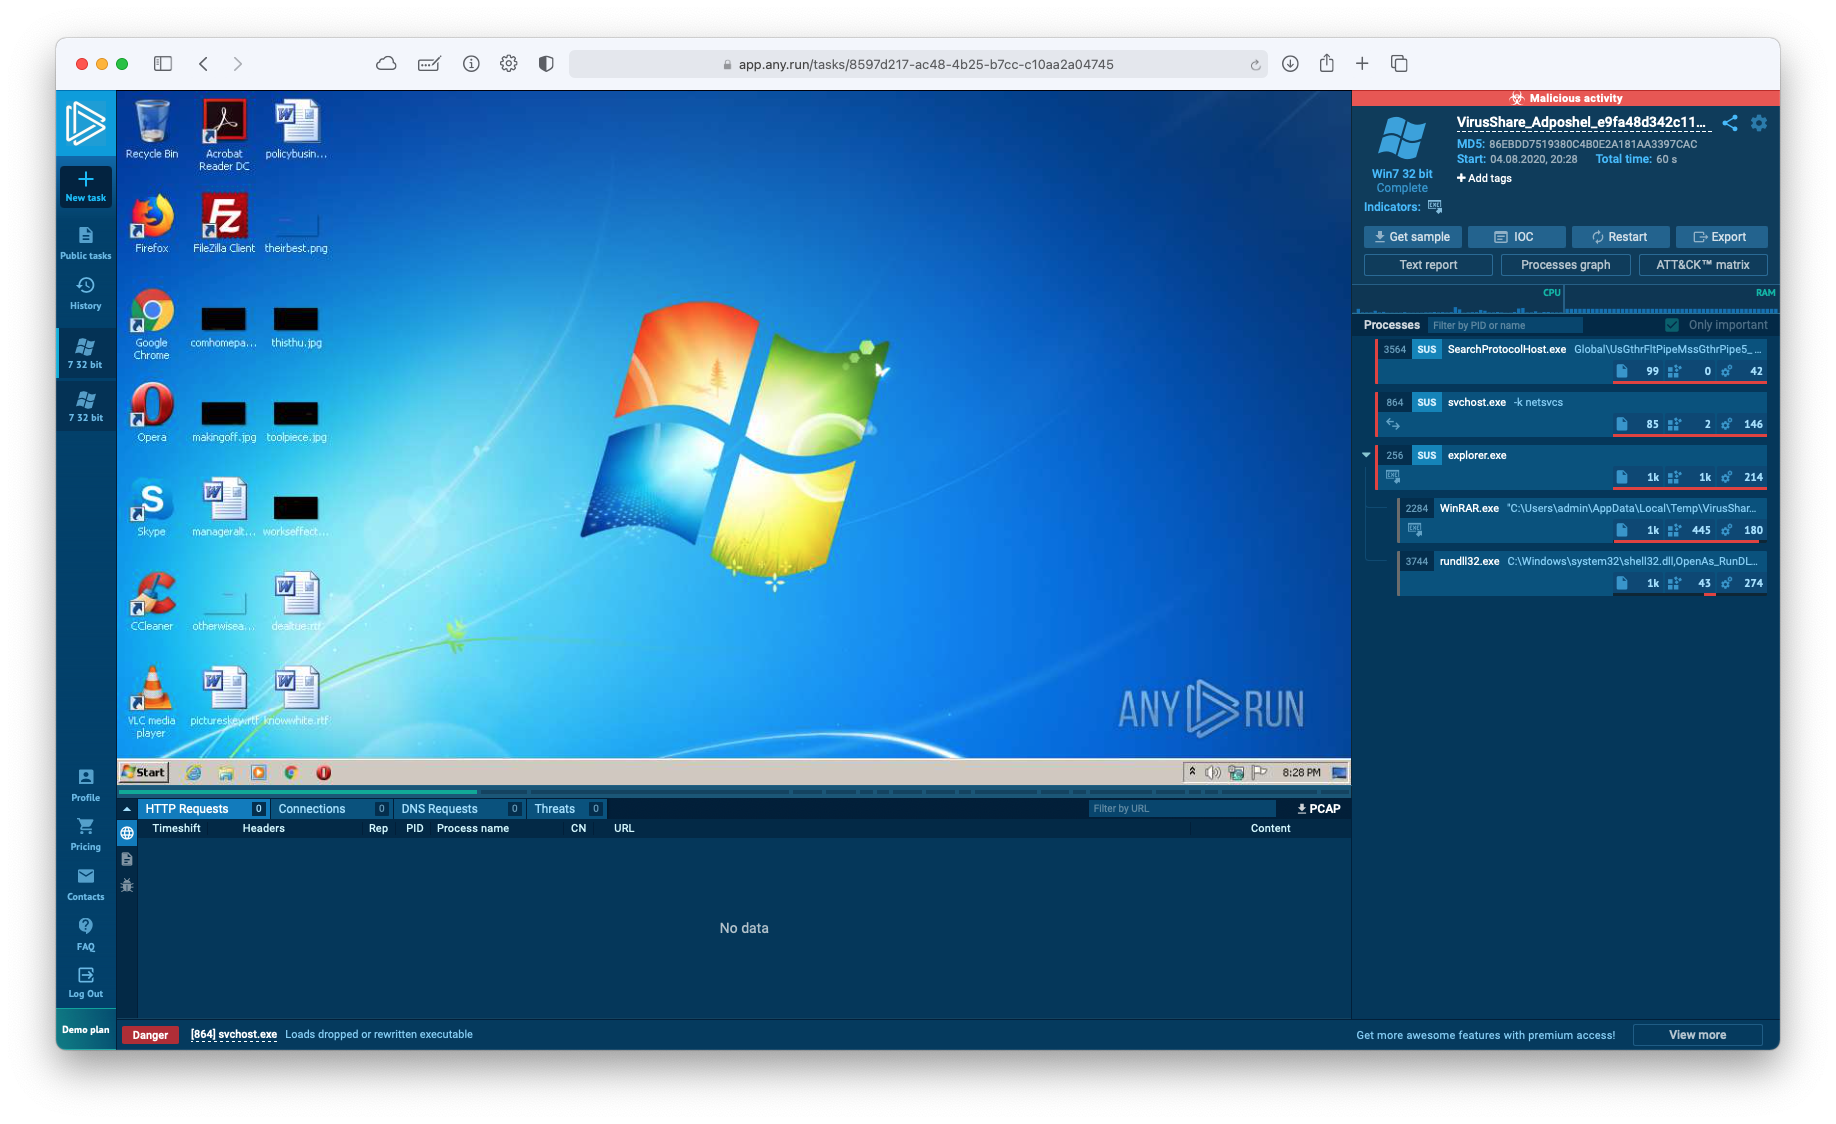 app.any.run/tasks/8597d217-ac48-4b25-b7cc-c10aa2a04745
New task
Public tasks
History
7 32 bit
7 32 bit
Profile
Pricing
Contacts
FAQ
Log Out
Demo plan
Recycle Bin
Acrobat Reader DC
policybusin...
Firefox
FileZilla Client
theirbest.png
Google Chrome
comhomepa...
thisthu.jpg
Opera
makingoff.jpg
toolpiece.jpg
Skype
manageralt...
workseffect...
CCleaner
otherwisea...
dealtue.rtf
VLC media player
pictureskey.rtf
knowwhite.rtf
ANY RUN
Start
8:28 PM
HTTP Requests 0 Connections 0 DNS Requests 0 Threats 0
Filter by URL
PCAP
Timeshift Headers Rep PID Process name CN URL Content
No data
Danger [864] svchost.exe Loads dropped or rewritten executable
Malicious activity
VirusShare_Adposhel_e9fa48d342c11...
MD5: 86EBDD7519380C4B0E2A181AA3397CAC
Start: 04.08.2020, 20:28 Total time: 60 s
+ Add tags
Win7 32 bit
Complete
Indicators:
Get sample IOC Restart Export
Text report Processes graph ATT&CK™ matrix
CPU RAM
Processes Filter by PID or name Only important
3564 SUS SearchProtocolHost.exe Global\UsGthrFltPipeMssGthrPipe5_ ...
99 0 42
864 SUS svchost.exe -k netsvcs
85 2 146
256 SUS explorer.exe
1k 1k 214
2284 WinRAR.exe "C:\Users\admin\AppData\Local\Temp\VirusShar...
1k 445 180
3744 rundll32.exe C:\Windows\system32\shell32.dll,OpenAs_RunDL...
1k 43 274
Get more awesome features with premium access! View more